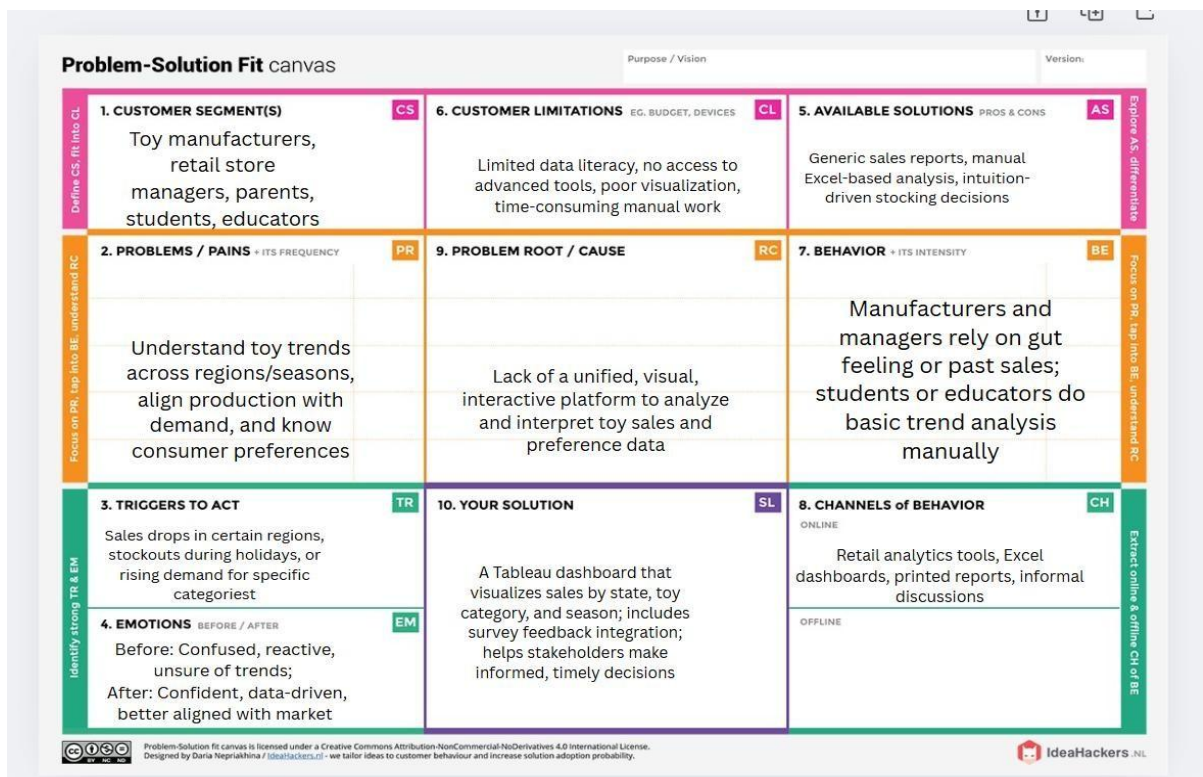 Problem-Solution Fit canvas
Purpose / Vision
Version:
Define CS, fit into CL
1. CUSTOMER SEGMENT(S)
CS
Toy manufacturers,
retail store
managers, parents,
students, educators
6. CUSTOMER LIMITATIONS EG. BUDGET, DEVICES
CL
Limited data literacy, no access to
advanced tools, poor visualization,
time-consuming manual work
5. AVAILABLE SOLUTIONS PROS & CONS
AS
Generic sales reports, manual
Excel-based analysis, intuition-
driven stocking decisions
Explore AS, differentiate
Focus on PR, tap into BE, understand RC
2. PROBLEMS / PAINS + ITS FREQUENCY
PR
Understand toy trends
across regions/seasons,
align production with
demand, and know
consumer preferences
9. PROBLEM ROOT / CAUSE
RC
Lack of a unified, visual,
interactive platform to analyze
and interpret toy sales and
preference data
7. BEHAVIOR + ITS INTENSITY
BE
Manufacturers and
managers rely on gut
feeling or past sales;
students or educators do
basic trend analysis
manually
Focus on PR, tap into BE, understand RC
Identify strong TR & EM
3. TRIGGERS TO ACT
TR
Sales drops in certain regions,
stockouts during holidays, or
rising demand for specific
categoriest
4. EMOTIONS BEFORE / AFTER
EM
Before: Confused, reactive,
unsure of trends;
After: Confident, data-driven,
better aligned with market
10. YOUR SOLUTION
SL
A Tableau dashboard that
visualizes sales by state, toy
category, and season; includes
survey feedback integration;
helps stakeholders make
informed, timely decisions
8. CHANNELS of BEHAVIOR
CH
ONLINE
Retail analytics tools, Excel
dashboards, printed reports, informal
discussions
OFFLINE
Extract online & offline CH of BE
CC BY NC ND
Problem-Solution fit canvas is licensed under a Creative Commons Attribution-NonCommercial-NoDerivatives 4.0 International License.
Designed by Daria Nepriakhina / IdeaHackers.nl - we tailor ideas to customer behaviour and increase solution adoption probability.
IdeaHackers.NL